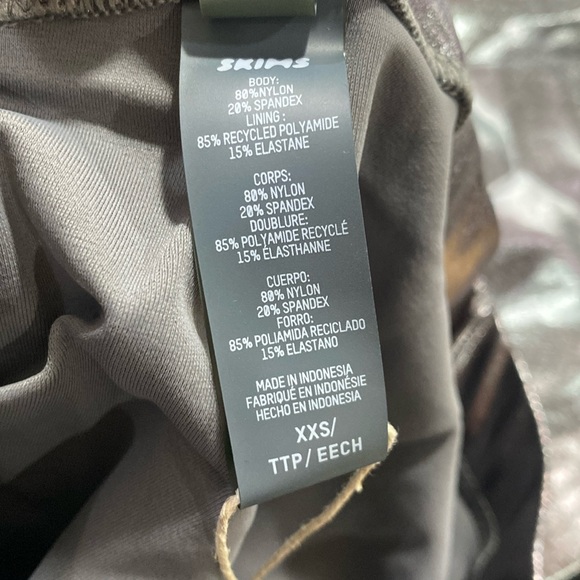 SKIMS
BODY:
80%NYLON
20% SPANDEX
LINING :
85% RECYCLED POLYAMIDE
15% ELASTANE
CORPS:
80% NYLON
20% SPANDEX
DOUBLURE:
85% POLYAMIDE RECYCLÉ
15% ÉLASTHANNE
CUERPO:
80% NYLON
20% SPANDEX
FORRO:
85% POLIAMIDA RECICLADO
15% ELASTANO
MADE IN INDONESIA
FABRIQUÉ EN INDONÉSIE
HECHO EN INDONESIA
XXS/
TTP/ EECH